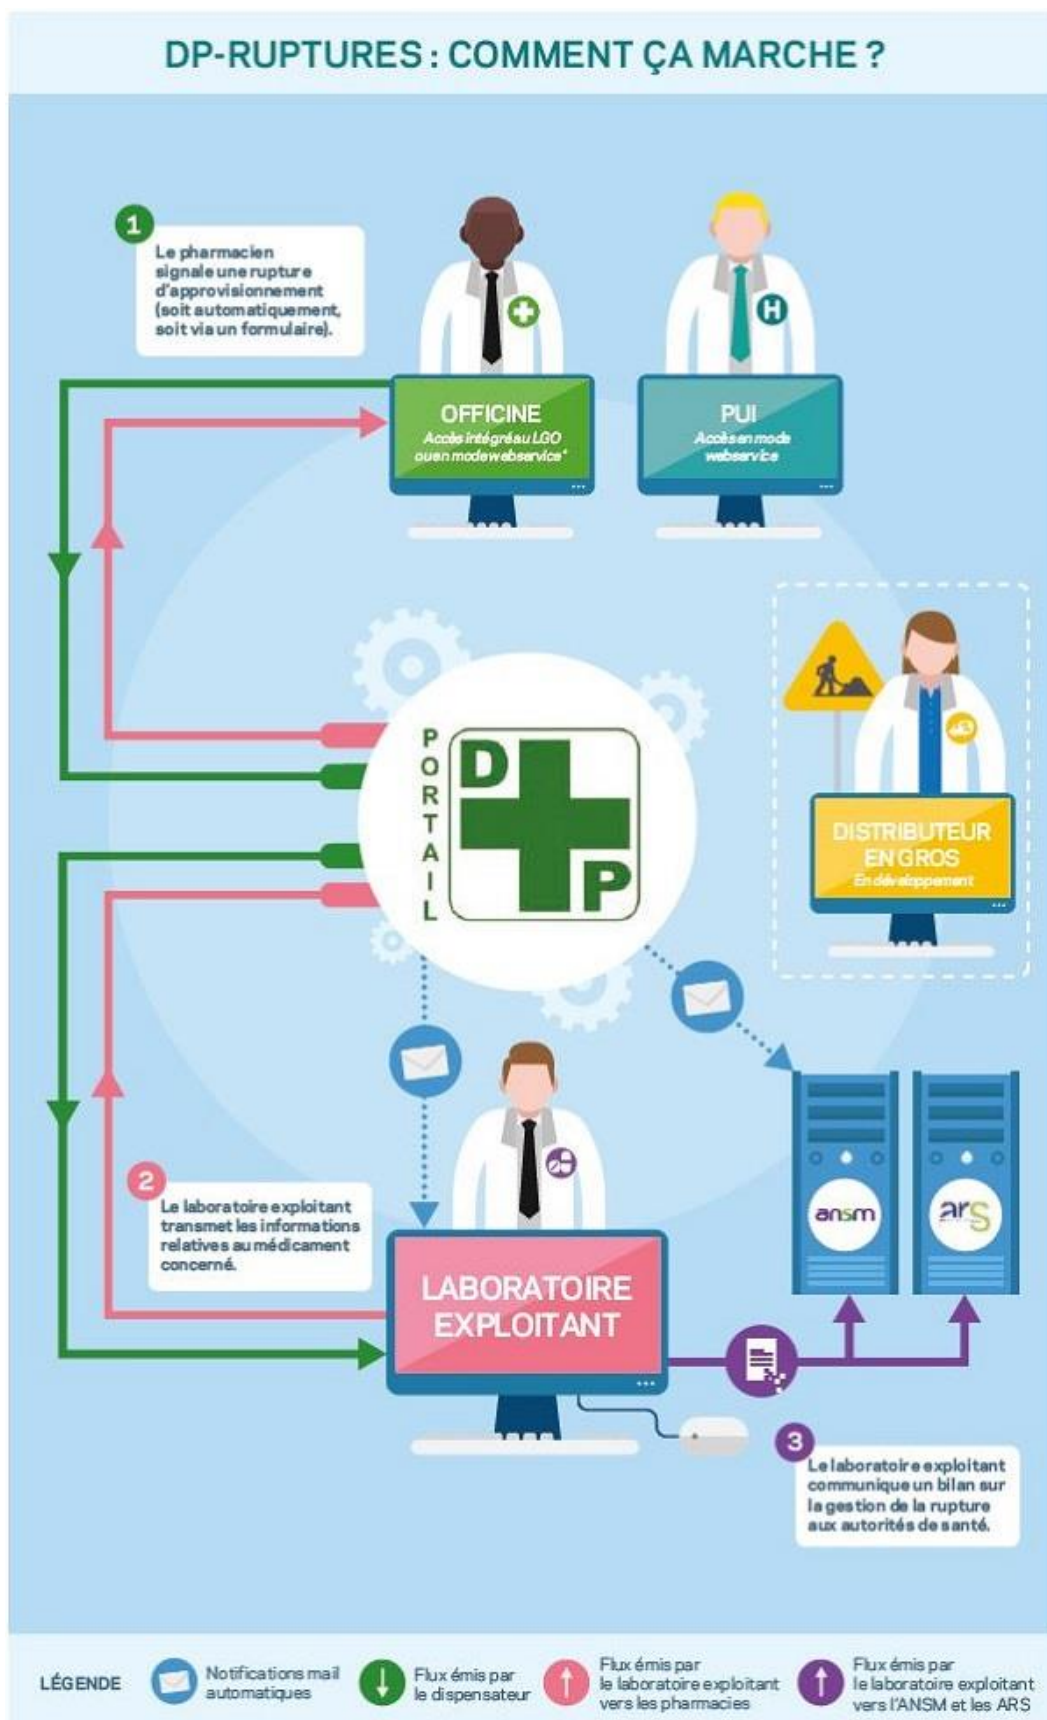 DP-RUPTURES : COMMENT ÇA MARCHE ?
1
Le pharmacien
signale une rupture
d'approvisionnement
(soit automatiquement,
soit via un formulaire).
OFFICINE
Accès intégré au LGO
ou en mode webservice*
H
PUI
Accès en mode
webservice
PORTAIL
D
P
DISTRIBUTEUR
EN GROS
En développement
2
Le laboratoire exploitant
transmet les informations
relatives au médicament
concerné.
LABORATOIRE
EXPLOITANT
ansm
ars
3
Le laboratoire exploitant
communique un bilan sur
la gestion de la rupture
aux autorités de santé.
LÉGENDE
Notifications mail
automatiques
Flux émis par
le dispensateur
Flux émis par
le laboratoire exploitant
vers les pharmacies
Flux émis par
le laboratoire exploitant
vers l'ANSM et les ARS